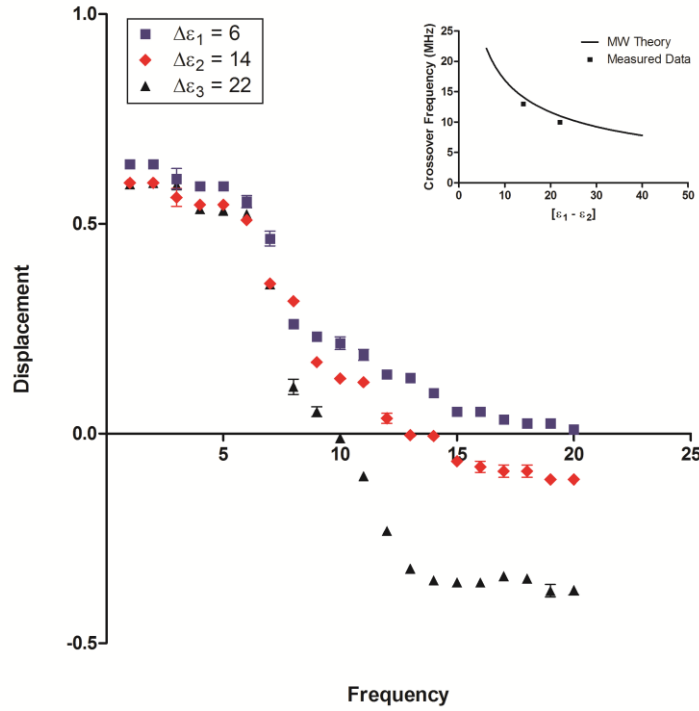 1.0
Δε₁ = 6
Δε₂ = 14
Δε₃ = 22
0.5
0.0
-0.5
Displacement
5
10
15
20
25
Frequency
Crossover Frequency (MHz)
25
20
15
10
5
0
0
10
20
30
40
50
[ε₁ - ε₂]
MW Theory
Measured Data